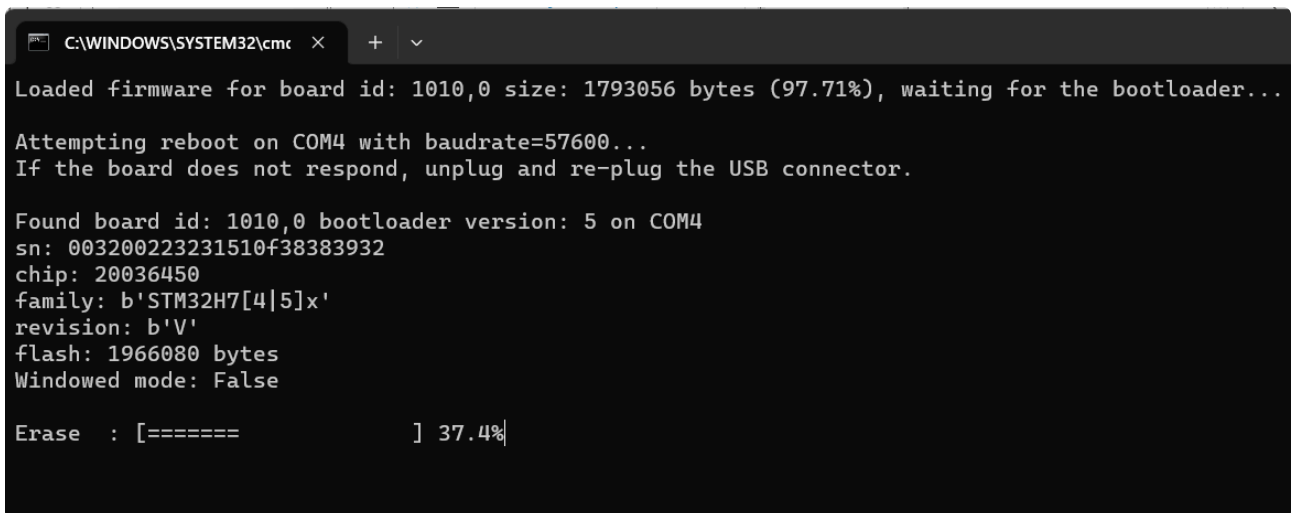 C:\WINDOWS\SYSTEM32\cmc
Loaded firmware for board id: 1010,0 size: 1793056 bytes (97.71%), waiting for the bootloader...
Attempting reboot on COM4 with baudrate=57600...
If the board does not respond, unplug and re-plug the USB connector.
Found board id: 1010,0 bootloader version: 5 on COM4
sn: 003200223231510f38383932
chip: 20036450
family: b'STM32H7[4|5]x'
revision: b'V'
flash: 1966080 bytes
Windowed mode: False
Erase  : [=======             ] 37.4%